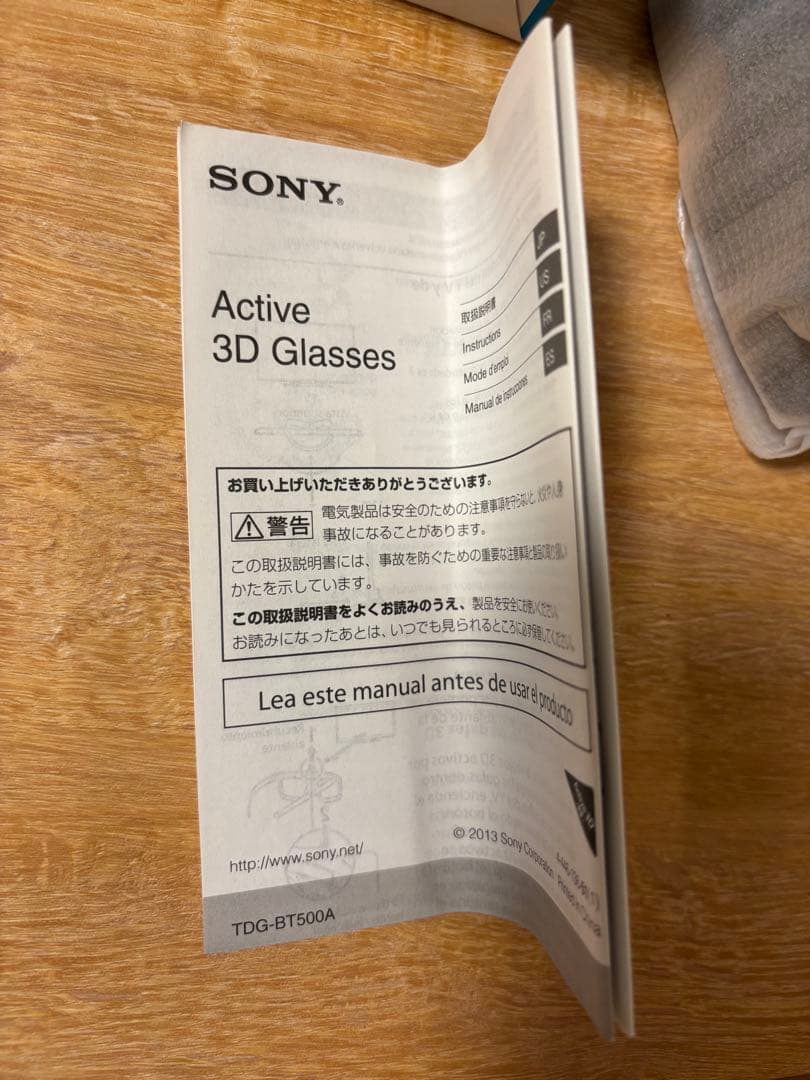 SONY®
Active
3D Glasses
取扱説明書 JP
Instructions US
Mode d'emploi FR
Manual de instrucciones ES
お買い上げいただきありがとうございます。
警告
電気製品は安全のための注意事項を守らないと、火災や人身
事故になることがあります。
この取扱説明書には、事故を防ぐための重要な注意事項と製品の取り扱い
かたを示しています。
この取扱説明書をよくお読みのうえ、製品を安全にお使いください。
お読みになったあとは、いつでも見られるところに必ず保管してください。
Lea este manual antes de usar el producto
http://www.sony.net/
© 2013 Sony Corporation Printed in China
TDG-BT500A